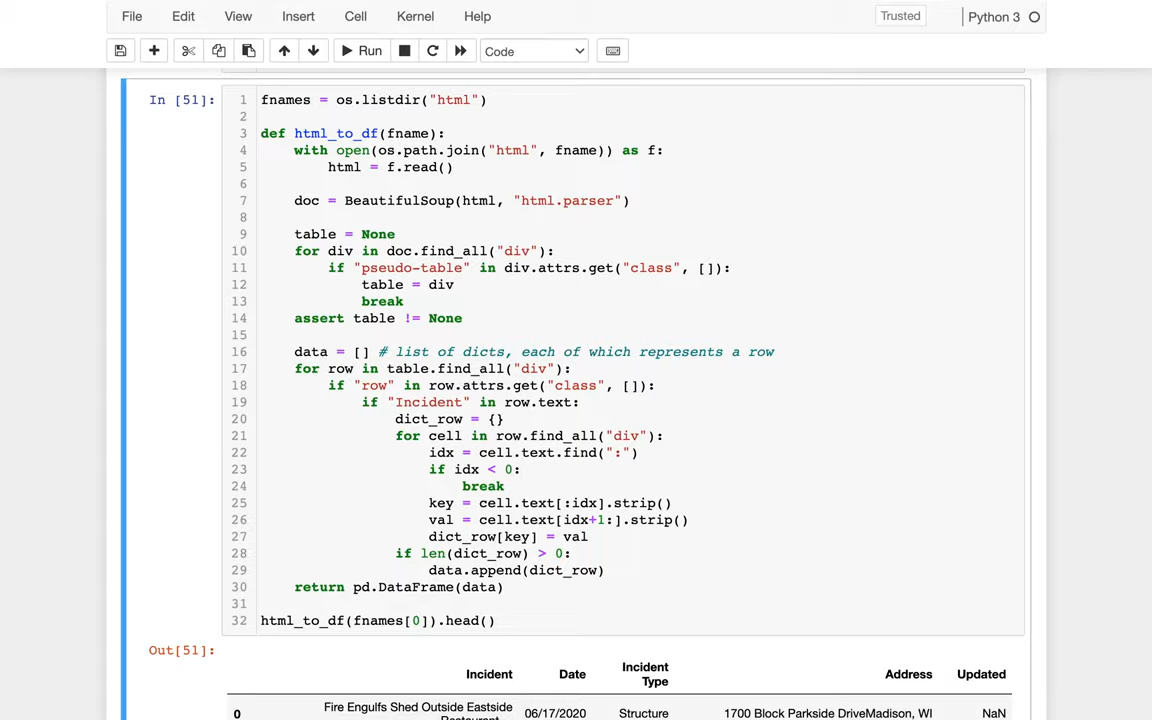 File Edit View Insert Cell Kernel Help Trusted Python 3
Run Code
In [51]:
1 fnames = os.listdir("html")
2
3 def html_to_df(fname):
4 with open(os.path.join("html", fname)) as f:
5 html = f.read()
6
7 doc = BeautifulSoup(html, "html.parser")
8
9 table = None
10 for div in doc.find_all("div"):
11 if "pseudo-table" in div.attrs.get("class", []):
12 table = div
13 break
14 assert table != None
15
16 data = [] # list of dicts, each of which represents a row
17 for row in table.find_all("div"):
18 if "row" in row.attrs.get("class", []):
19 if "Incident" in row.text:
20 dict_row = {}
21 for cell in row.find_all("div"):
22 idx = cell.text.find(":")
23 if idx < 0:
24 break
25 key = cell.text[:idx].strip()
26 val = cell.text[idx+1:].strip()
27 dict_row[key] = val
28 if len(dict_row) > 0:
29 data.append(dict_row)
30 return pd.DataFrame(data)
31
32 html_to_df(fnames[0]).head()
Out[51]:
Incident Date Incident Type Address Updated
0 Fire Engulfs Shed Outside Eastside Restaurant 06/17/2020 Structure 1700 Block Parkside DriveMadison, WI NaN